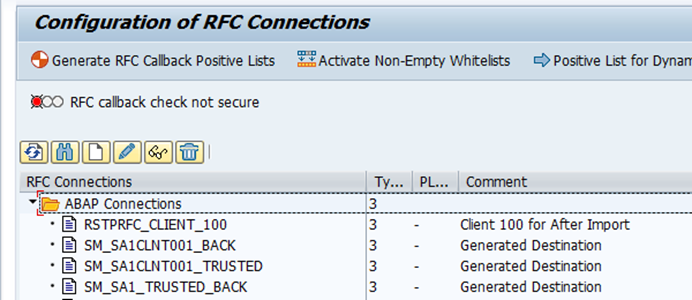 Configuration of RFC Connections
Generate RFC Callback Positive Lists Activate Non-Empty Whitelists Positive List for Dynam
RFC callback check not secure
RFC Connections Ty... PL... Comment
ABAP Connections 3
RSTPRFC_CLIENT_100 3 - Client 100 for After Import
SM_SA1CLNT001_BACK 3 - Generated Destination
SM_SA1CLNT001_TRUSTED 3 - Generated Destination
SM_SA1_TRUSTED_BACK 3 - Generated Destination